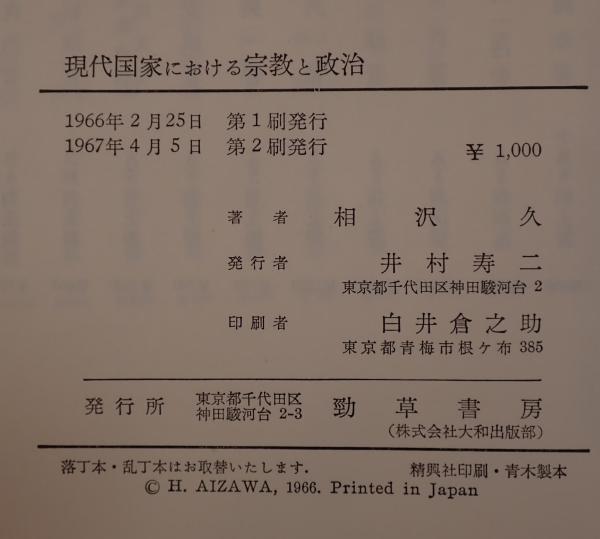 現代国家における宗教と政治
1966年2月25日 第1刷発行
1967年4月5日 第2刷発行
¥ 1,000
著者 相沢久
発行者 井村寿二
東京都千代田区神田駿河台 2
印刷者 白井倉之助
東京都青梅市根ケ布 385
発行所 東京都千代田区神田駿河台 2-3 勁草書房
(株式会社大和出版部)
落丁本・乱丁本はお取替いたします. 精興社印刷・青木製本
© H. AIZAWA, 1966. Printed in Japan